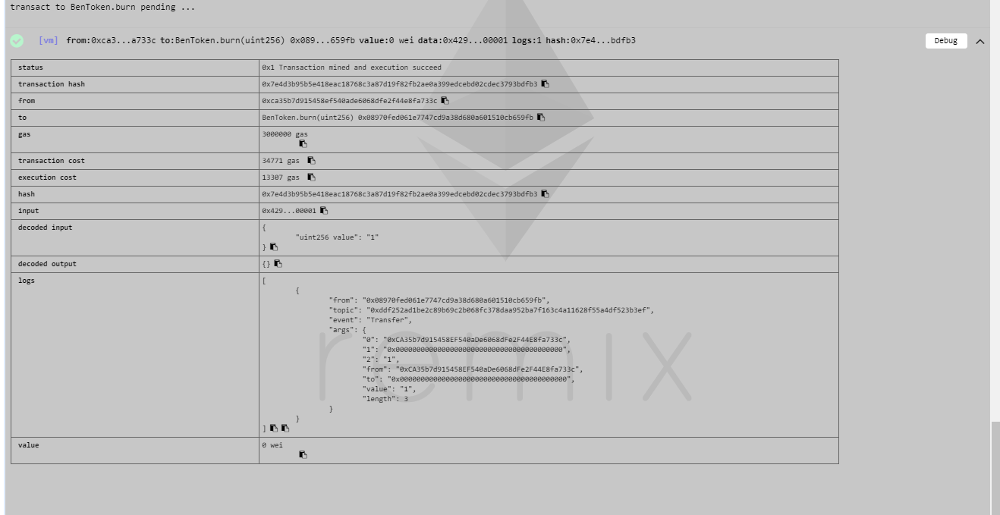 transact to BenToken.burn pending ...
[vm] from:0xca3...a733c to:BenToken.burn(uint256) 0x089...659fb value:0 wei data:0x429...00001 logs:1 hash:0x7e4...bdfb3 Debug
status 0x1 Transaction mined and execution succeed
transaction hash 0x7e4d3b95b5e418eac18768c3a87d19f82fb2ae0a399edcebd02cdec3793bdfb3
from 0xca35b7d915458ef540ade6068dfe2f44e8fa733c
to BenToken.burn(uint256) 0x08970fed061e7747cd9a38d680a601510cb659fb
gas 3000000 gas
transaction cost 34771 gas
execution cost 13307 gas
hash 0x7e4d3b95b5e418eac18768c3a87d19f82fb2ae0a399edcebd02cdec3793bdfb3
input 0x429...00001
decoded input {
"uint256 value": "1"
}
decoded output {}
logs [
{
"from": "0x08970fed061e7747cd9a38d680a601510cb659fb",
"topic": "0xddf252ad1be2c89b69c2b068fc378daa952ba7f163c4a11628f55a4df523b3ef",
"event": "Transfer",
"args": {
"0": "0xCA35b7d915458EF540aDe6068dFe2F44E8fa733c",
"1": "0x0000000000000000000000000000000000000000",
"2": "1",
"from": "0xCA35b7d915458EF540aDe6068dFe2F44E8fa733c",
"to": "0x0000000000000000000000000000000000000000",
"value": "1",
"length": 3
}
}
]
value 0 wei
remix